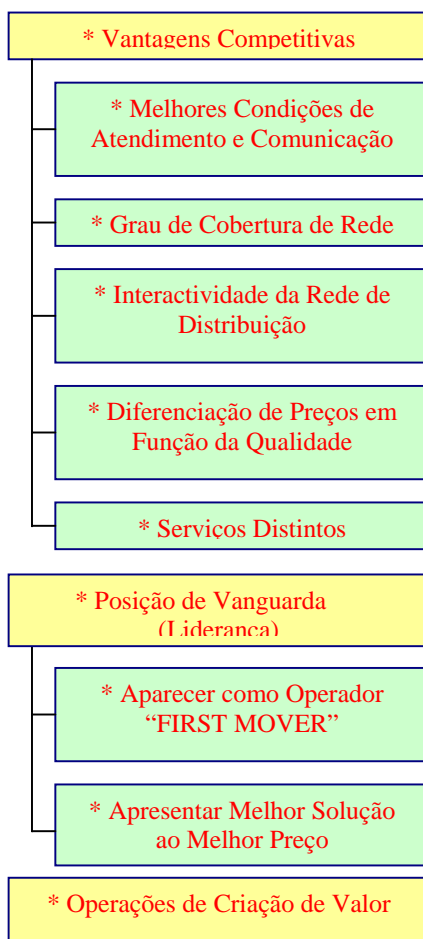 * Vantagens Competitivas
* Melhores Condições de
Atendimento e Comunicação
* Grau de Cobertura de Rede
* Interactividade da Rede de
Distribuição
* Diferenciação de Preços em
Função da Qualidade
* Serviços Distintos
* Posição de Vanguarda
(Liderança)
* Aparecer como Operador
“FIRST MOVER”
* Apresentar Melhor Solução
ao Melhor Preço
* Operações de Criação de Valor